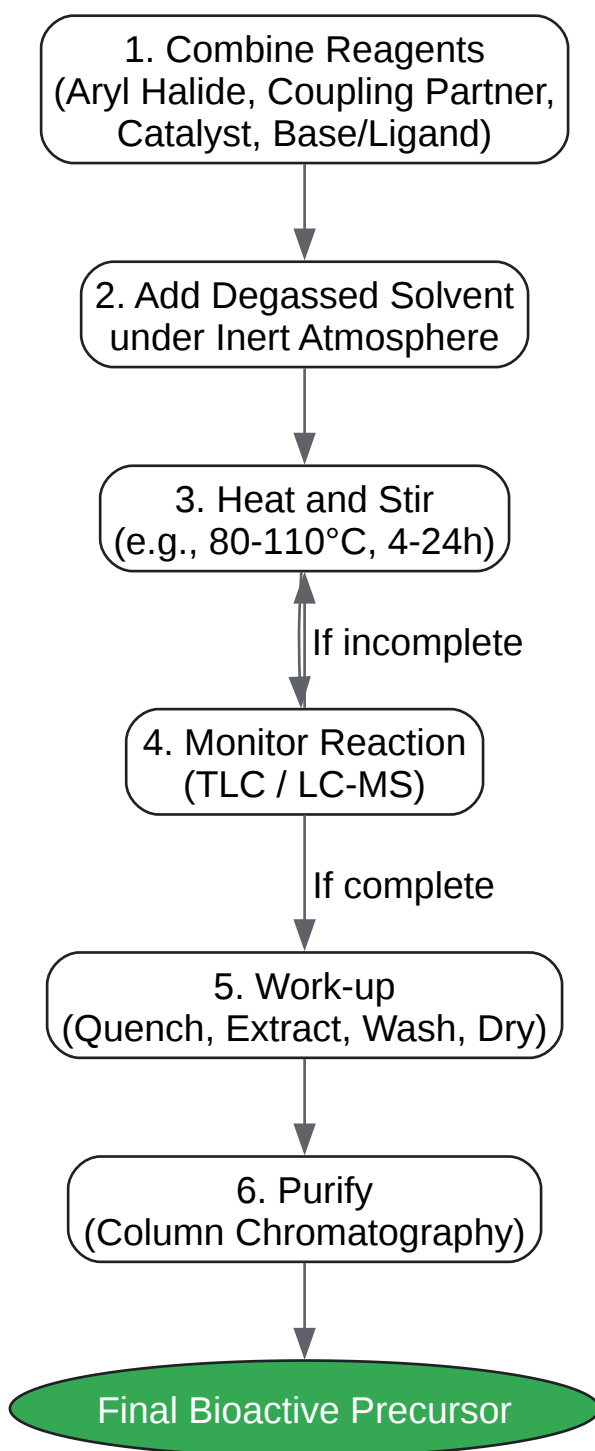 1. Combine Reagents
(Aryl Halide, Coupling Partner,
Catalyst, Base/Ligand)
2. Add Degassed Solvent
under Inert Atmosphere
3. Heat and Stir
(e.g., 80-110°C, 4-24h)
If incomplete
4. Monitor Reaction
(TLC / LC-MS)
If complete
5. Work-up
(Quench, Extract, Wash, Dry)
6. Purify
(Column Chromatography)
Final Bioactive Precursor